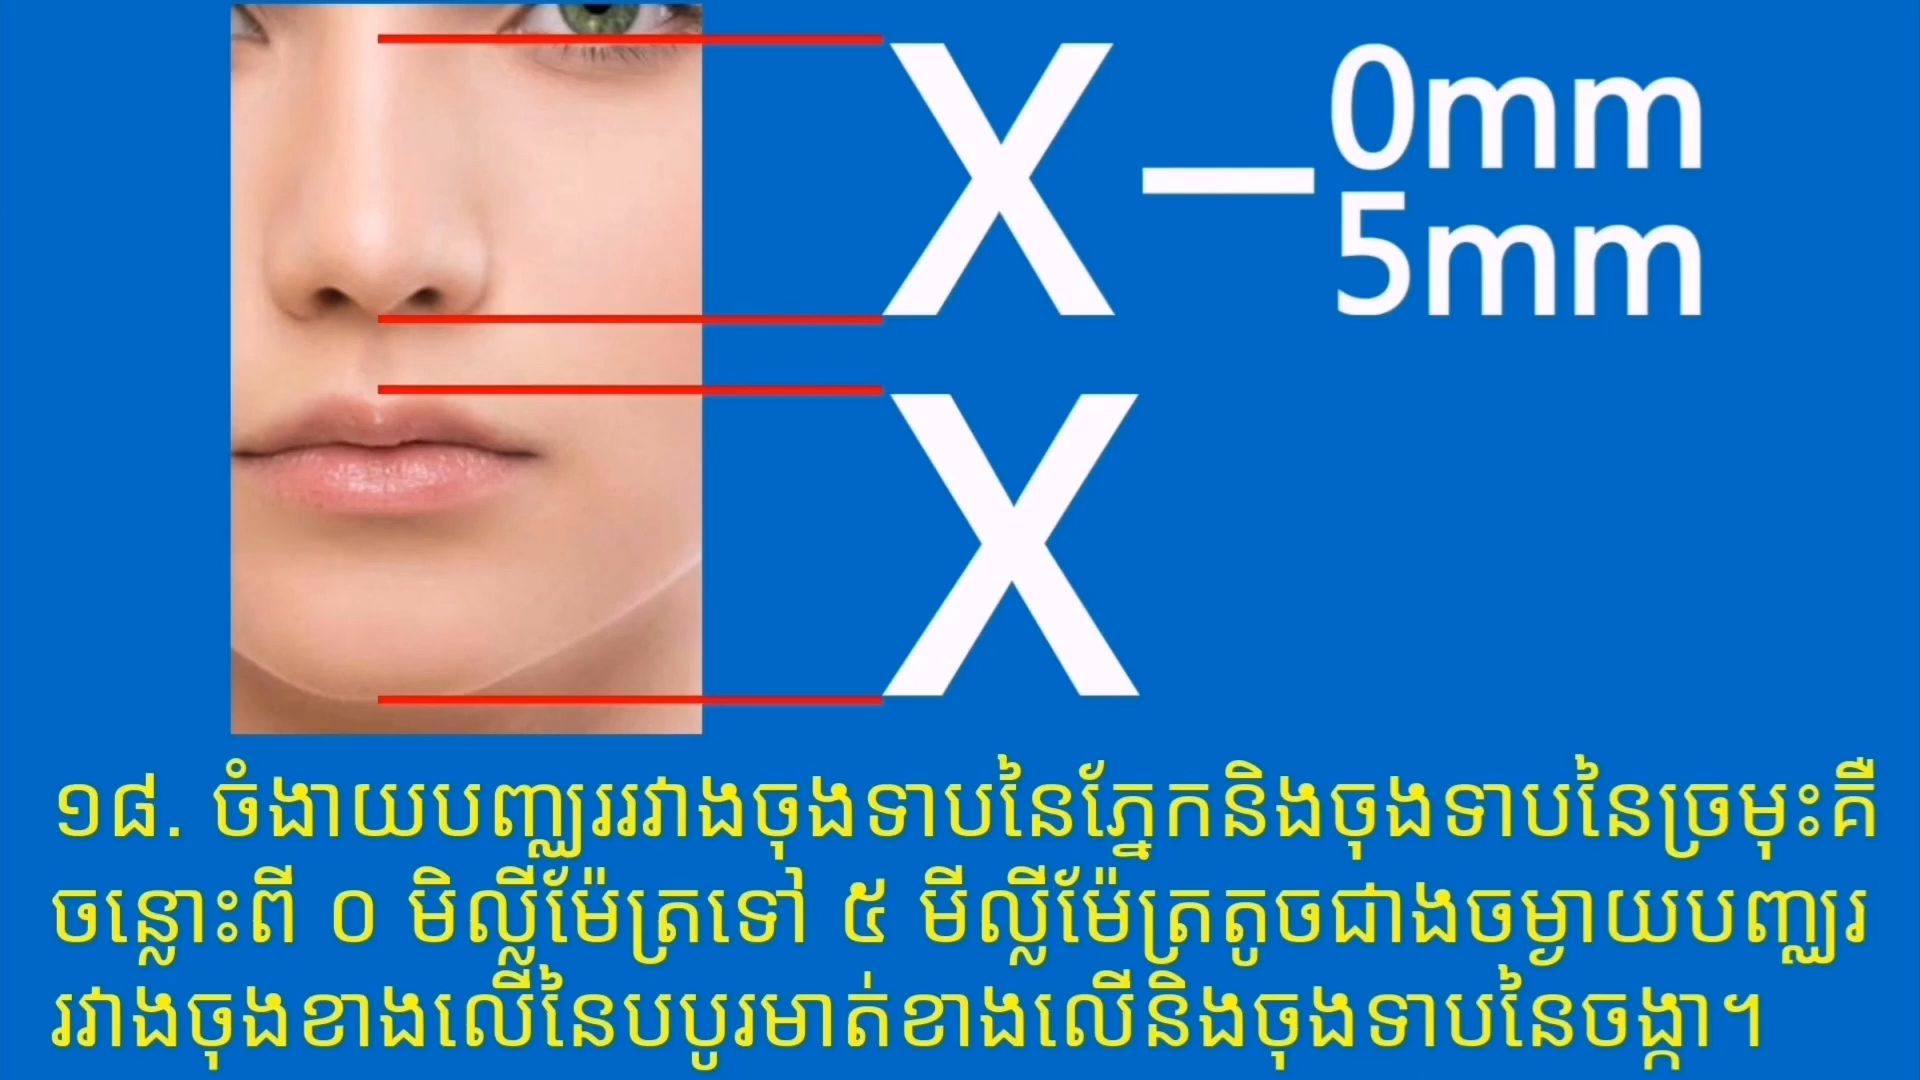 X – 0mm
5mm
X
១៨. ចំងាយបញ្ឈររវាងចុងទាបនៃភ្នែកនិងចុងទាបនៃច្រមុះគឺ
ចន្លោះពី ០ មិល្លីម៉ែត្រទៅ ៥ មីល្លីម៉ែត្រតូចជាងចម្ងាយបញ្ឈរ
រវាងចុងខាងលើនៃបបូរមាត់ខាងលើនិងចុងទាបនៃចង្កា។